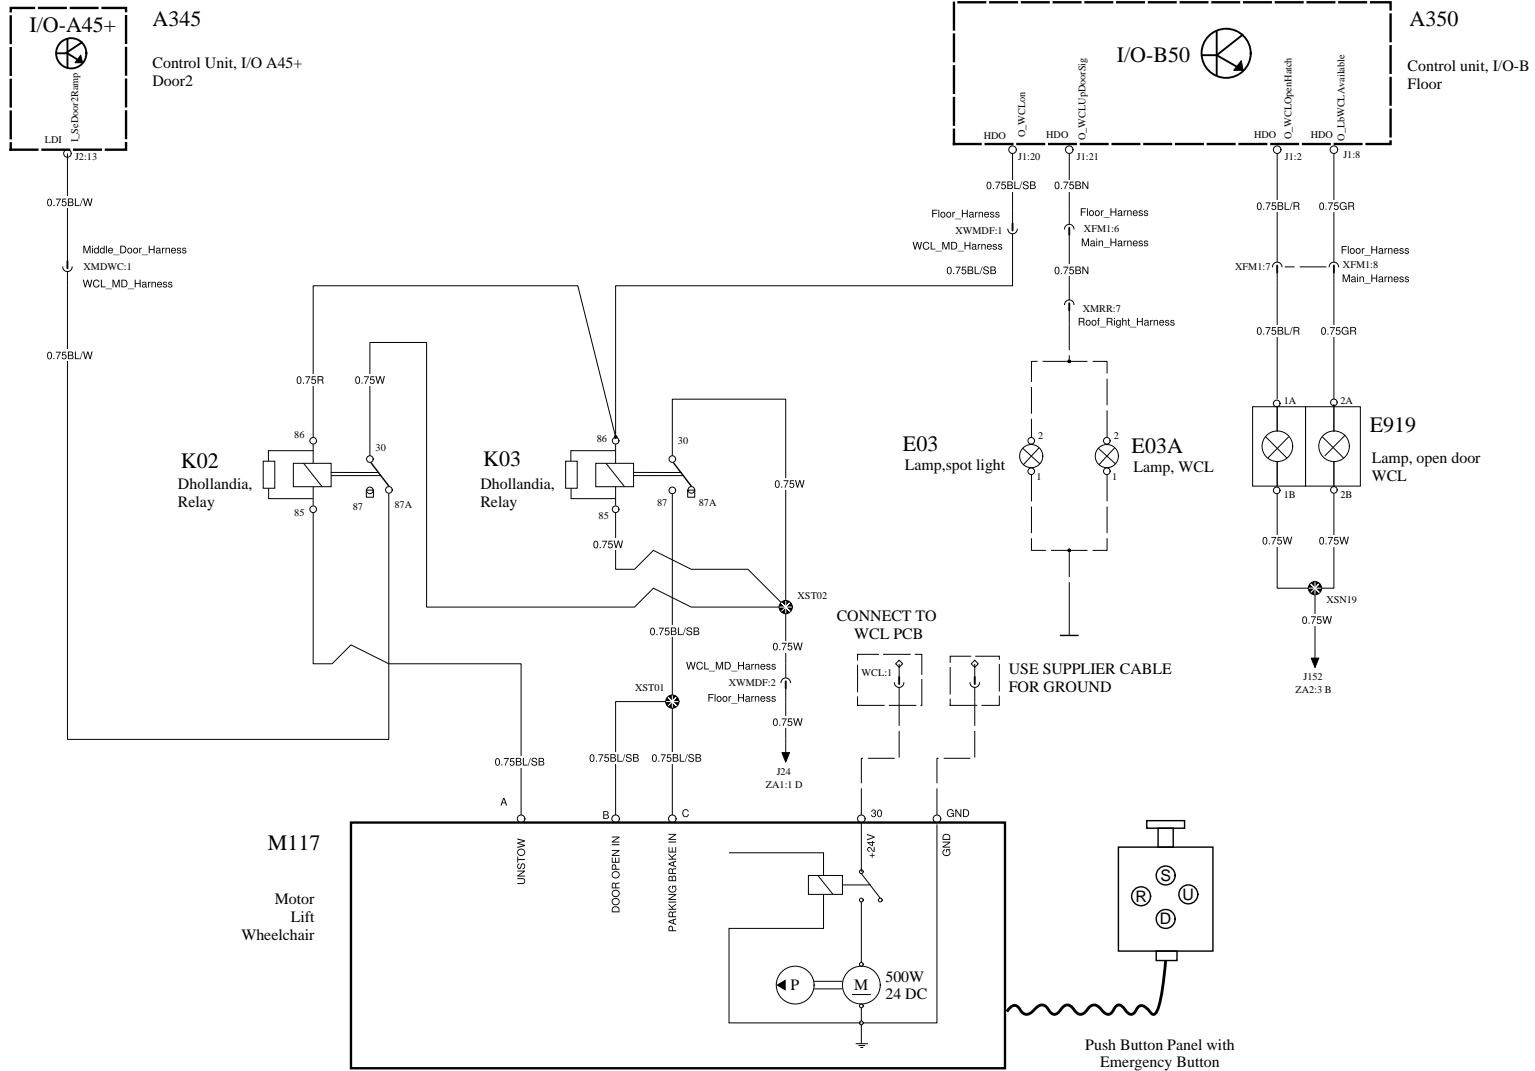 I/O-A45+
A345
Control Unit, I/O A45+
Door2
I_SeDoor2Ramp
LDI
J2:13
0.75BL/W
Middle_Door_Harness
XMDWC:1
WCL_MD_Harness
0.75BL/W
A350
Control unit, I/O-B
Floor
I/O-B50
HDO
O_WCLon
HDO
O_WCLUpDoorSig
HDO
O_WCLOpenHatch
HDO
O_LbWCLAvailable
J1:20
J1:21
J1:2
J1:8
0.75BL/SB
0.75BN
0.75BL/R
0.75GR
Floor_Harness
XWMDF:1
WCL_MD_Harness
0.75BL/SB
Floor_Harness
XFM1:6
Main_Harness
0.75BN
XMRR:7
Roof_Right_Harness
XFM1:7
Floor_Harness
XFM1:8
Main_Harness
0.75BL/R
0.75GR
0.75R
0.75W
86
30
K02
Dhollandia,
Relay
85
87
87A
86
30
K03
Dhollandia,
Relay
85
87
87A
0.75W
0.75W
E03
Lamp,spot light
2
1
2
1
E03A
Lamp, WCL
1A
2A
E919
Lamp, open door
WCL
1B
2B
0.75W
0.75W
XSN19
0.75W
J152
ZA2:3 B
XST02
0.75BL/SB
0.75W
WCL_MD_Harness
XWMDF:2
Floor_Harness
0.75W
J24
ZA1:1 D
XST01
0.75BL/SB
0.75BL/SB
0.75BL/SB
CONNECT TO
WCL PCB
WCL:1
USE SUPPLIER CABLE
FOR GROUND
A
B
C
30
GND
M117
Motor
Lift
Wheelchair
UNSTOW
DOOR OPEN IN
PARKING BRAKE IN
+24V
GND
P
M
500W
24 DC
S
R
U
D
Push Button Panel with
Emergency Button